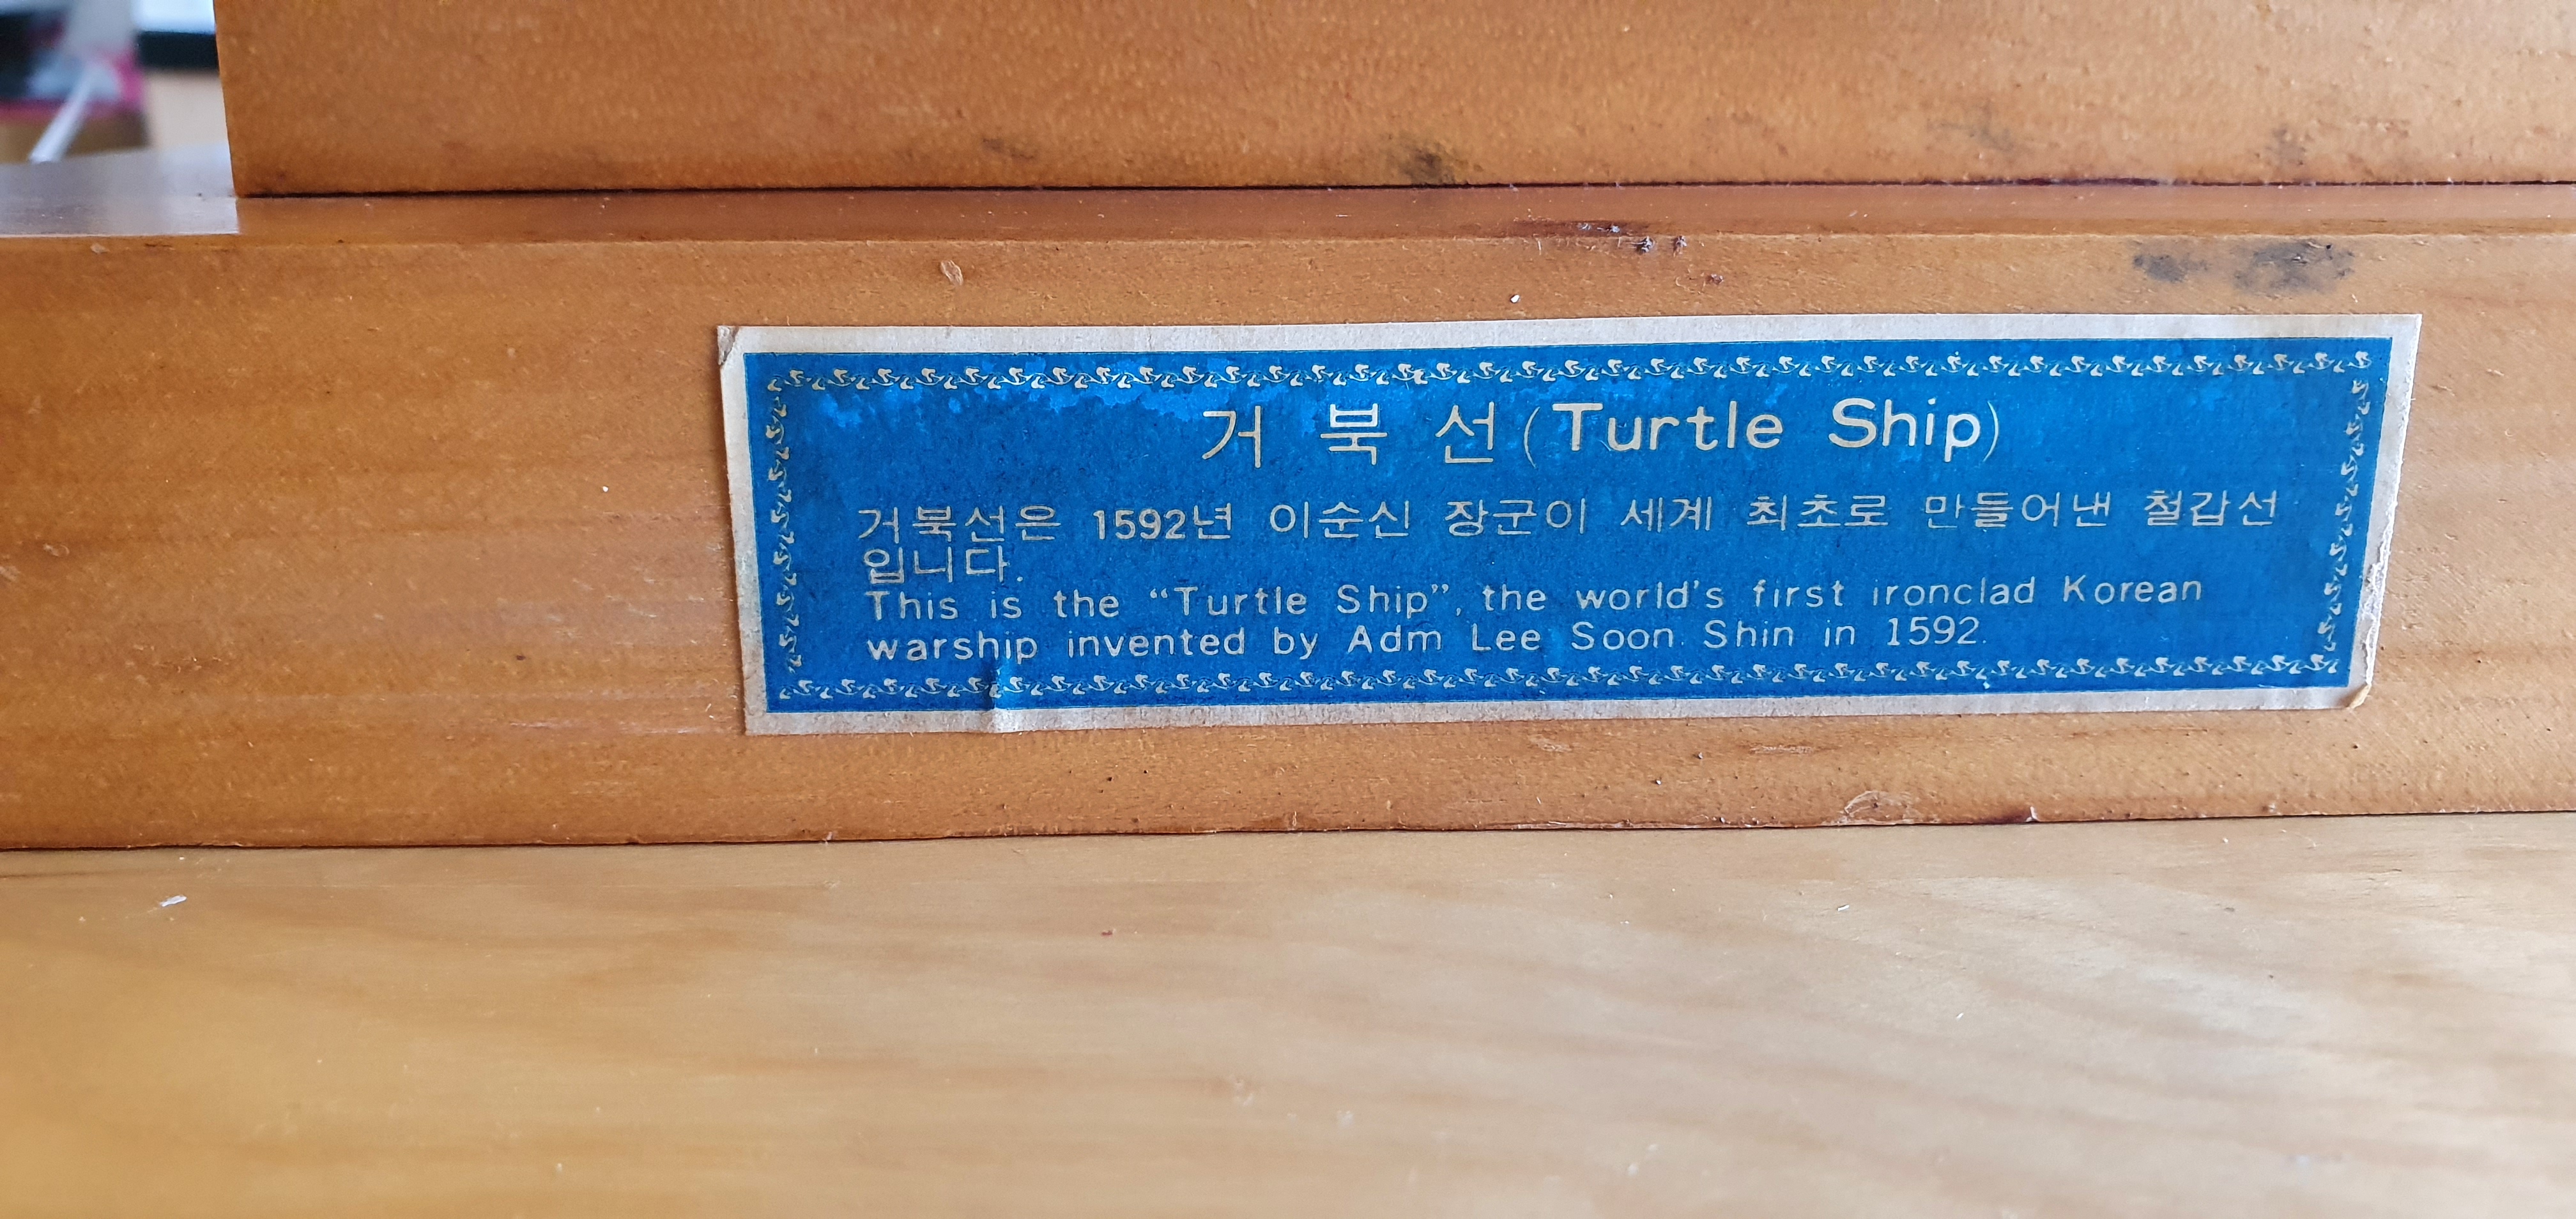 거 북 선 (Turtle Ship)
거북선은 1592년 이순신 장군이 세계 최초로 만들어낸 철갑선
입니다.
This is the “Turtle Ship”, the world's first ironclad Korean
warship invented by Adm Lee Soon Shin in 1592.